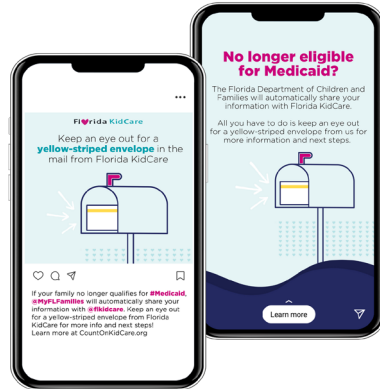 Florida KidCare
Keep an eye out for a
yellow-striped envelope in the
mail from Florida KidCare
If your family no longer qualifies for #Medicaid,
@MyFLFamilies will automatically share your
information with @flkidcare. Keep an eye out
for a yellow-striped envelope from Florida
KidCare for more info and next steps!
Learn more at CountOnKidCare.org
No longer eligible
for Medicaid?
The Florida Department of Children and
Families will automatically share your
information with Florida KidCare.
All you have to do is keep an eye out
for a yellow-striped envelope from us for
more information and next steps.
Learn more